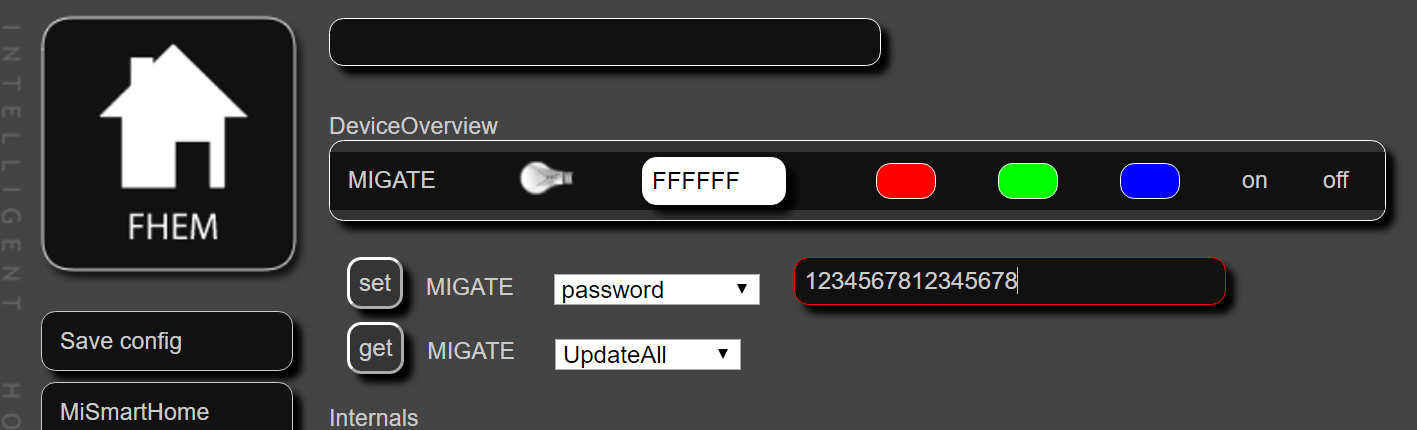 INTELLIGENT HO
FHEM
Save config
MiSmartHome
DeviceOverview
MIGATE FFFFFF on off
set MIGATE password 1234567812345678
get MIGATE UpdateAll
Internals